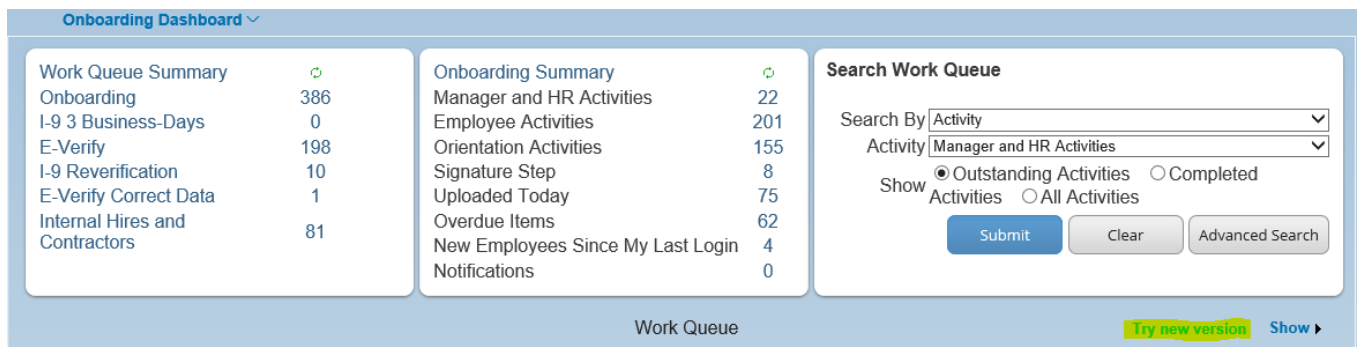 Onboarding Dashboard
Work Queue Summary
Onboarding 386
I-9 3 Business-Days 0
E-Verify 198
I-9 Reverification 10
E-Verify Correct Data 1
Internal Hires and
Contractors 81
Onboarding Summary
Manager and HR Activities 22
Employee Activities 201
Orientation Activities 155
Signature Step 8
Uploaded Today 75
Overdue Items 62
New Employees Since My Last Login 4
Notifications 0
Search Work Queue
Search By Activity
Activity Manager and HR Activities
Show Outstanding Activities Completed
Activities All Activities
Submit Clear Advanced Search
Work Queue Try new version Show